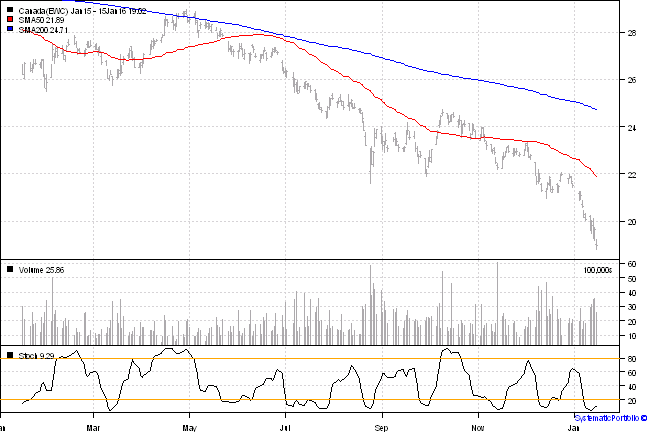 Canada(EWC) Jan15 - 15Jan16 19.02
SMA50 21.89
SMA200 24.71
28
26
24
22
20
Volume 25.86
100,000s
60
50
40
30
20
10
Stoch 9.29
80
60
40
20
an
Mar
May
Jul
Sep
Nov
Jan
SystematicPortfolio ©